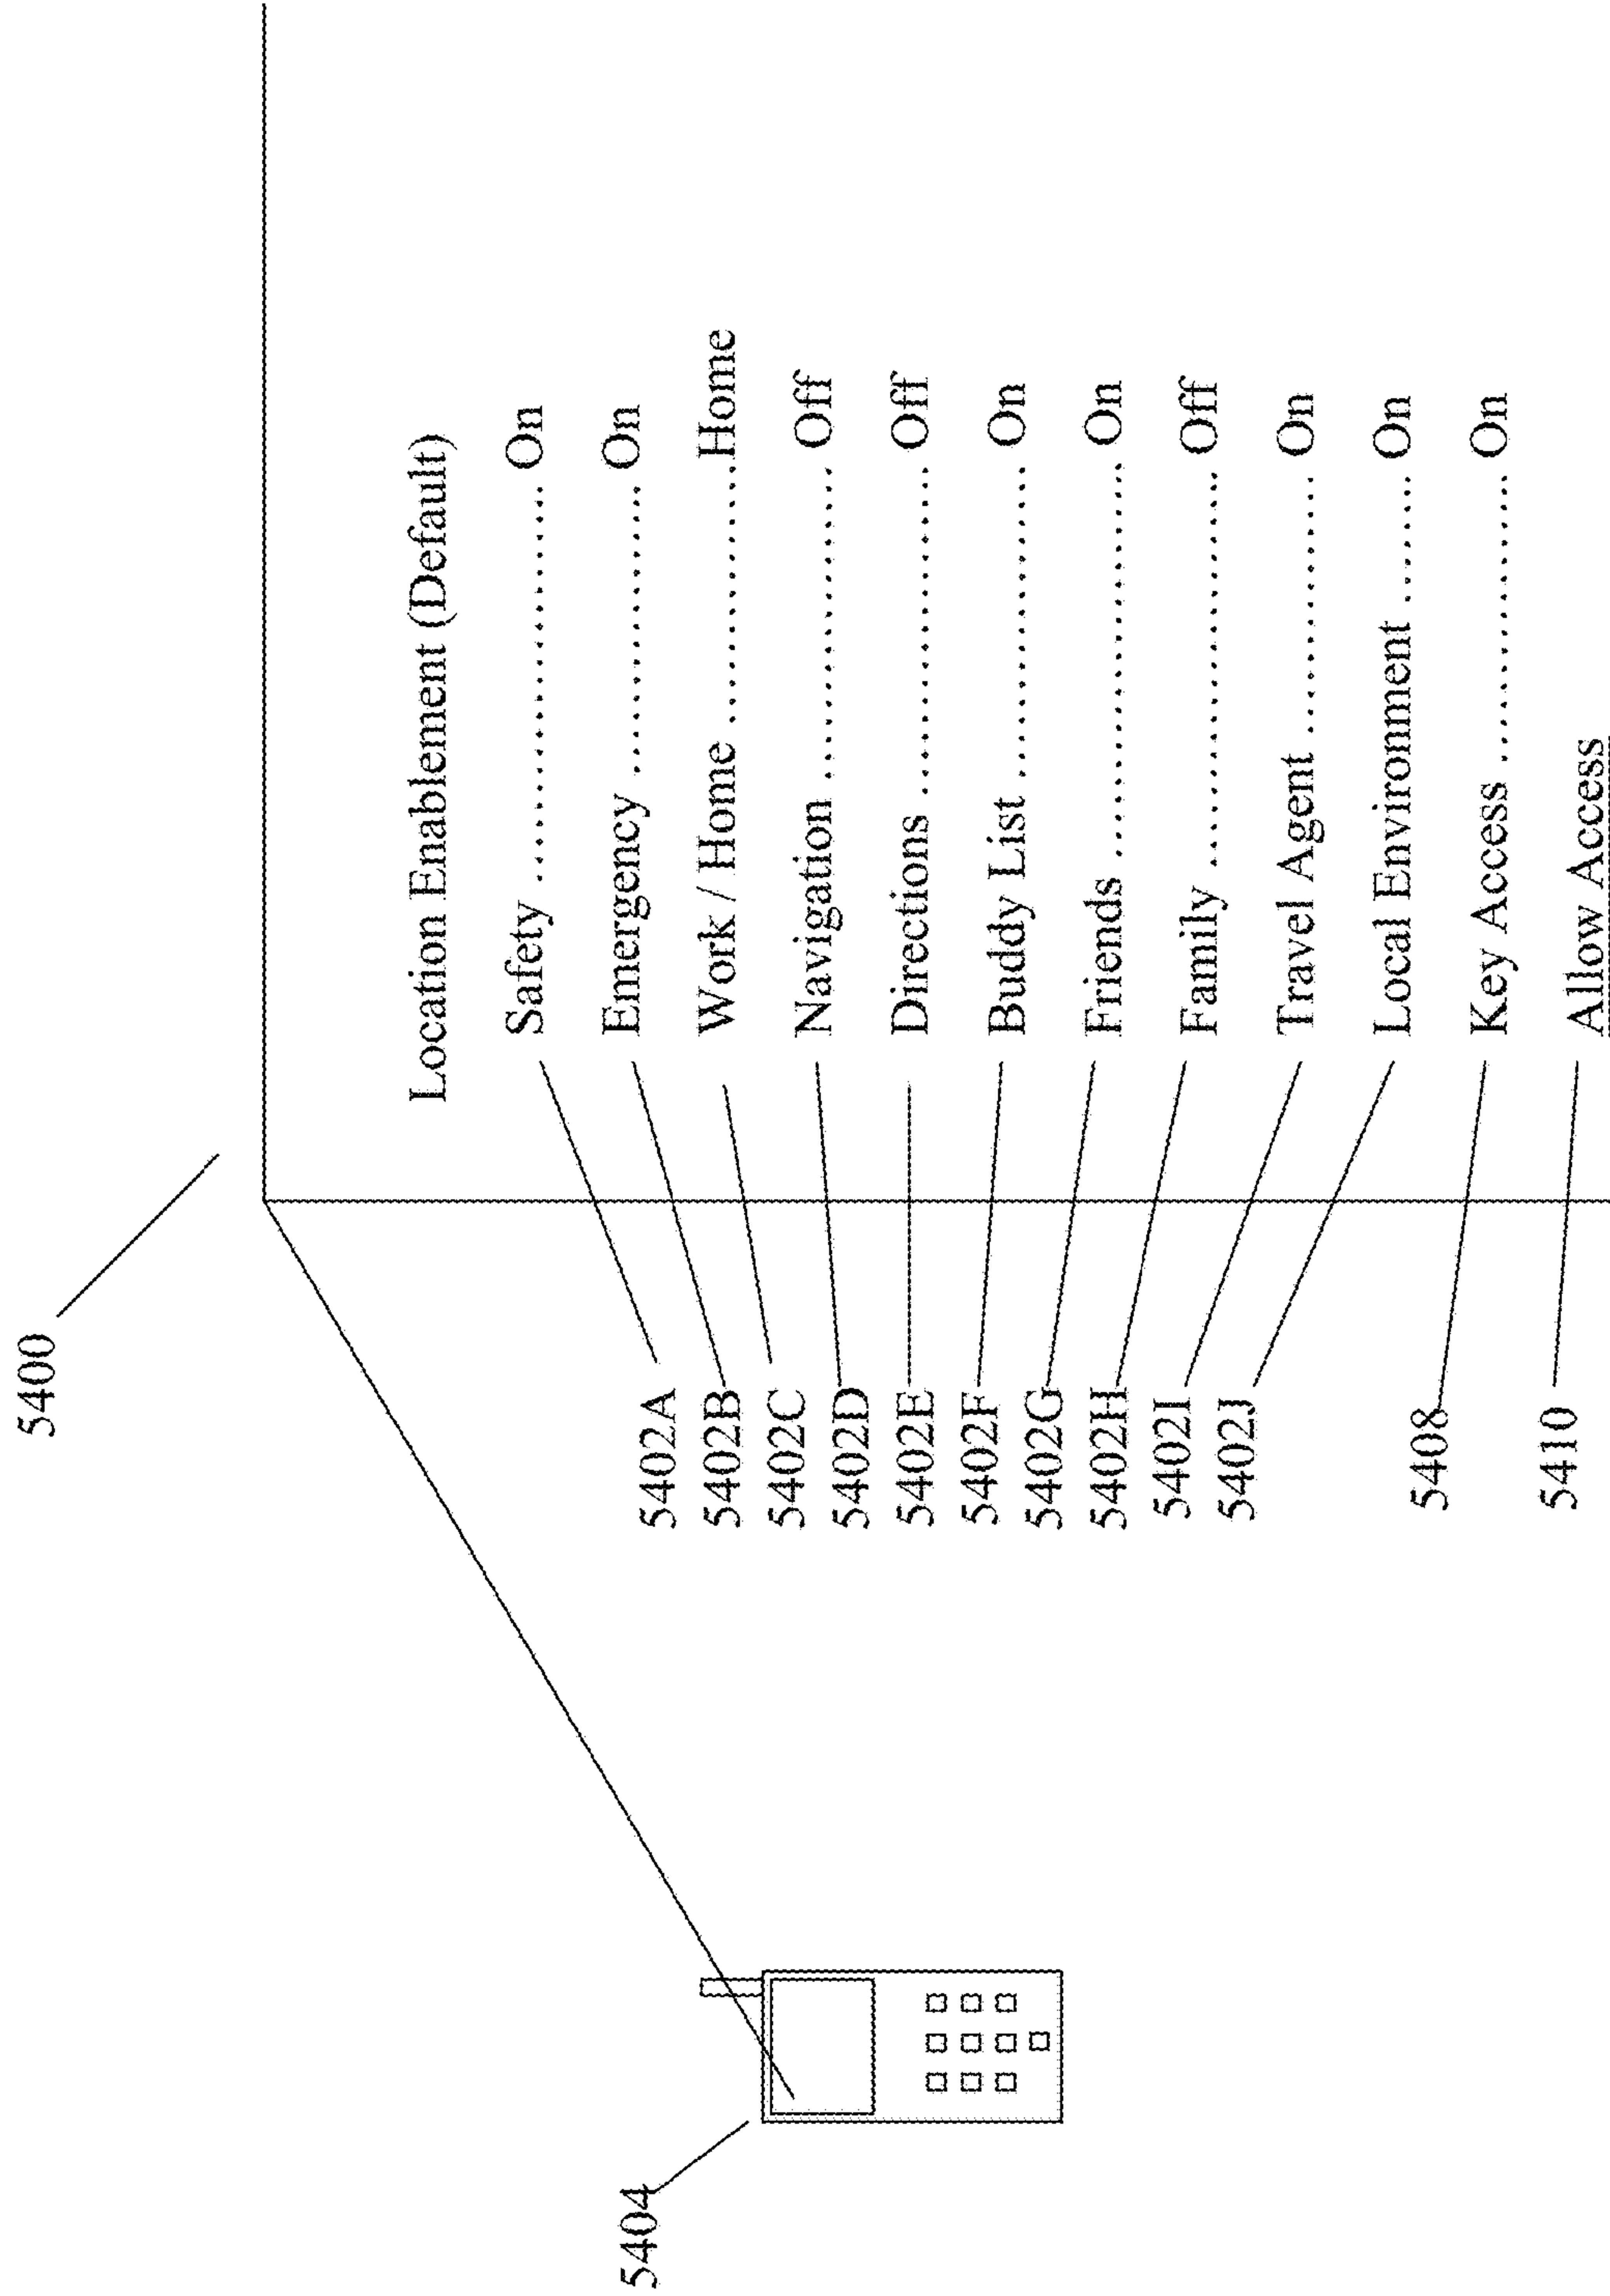 5400
Location Enablement (Default)
5402A Safety ........................... On
5402B Emergency .................... On
5402C Work / Home ..................Home
5402D Navigation ...................... Off
5402E Directions ....................... Off
5402F Buddy List ...................... On
5402G Friends ............................ On
5402H Family ............................ Off
5402I Travel Agent .................. On
5402J Local Environment ........ On
5408 Key Access .................... On
5410 Allow Access
5404